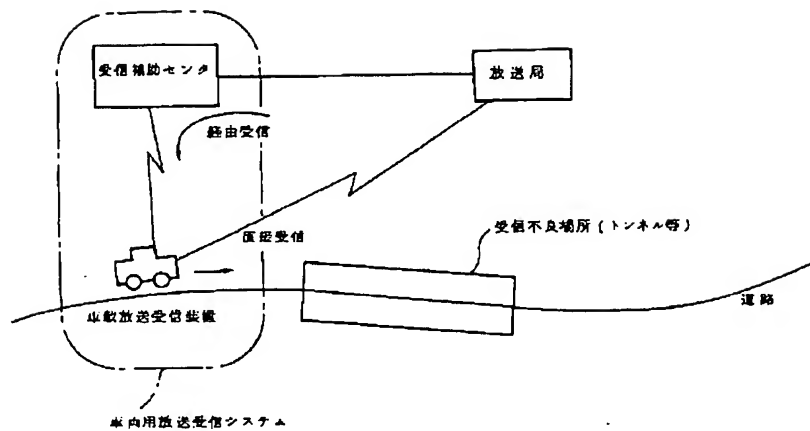 受信補助センタ
放送局
経由受信
直接受信
受信不良場所(トンネル等)
道路
車載放送受信装置
車両用放送受信システム